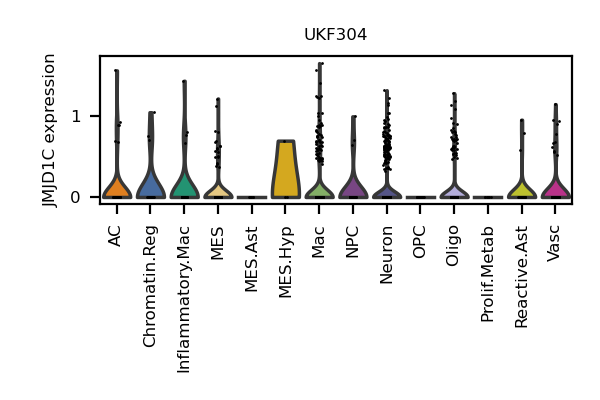 UKF304
JMJD1C expression
1
0
AC
Chromatin.Reg
Inflammatory.Mac
MES
MES.Ast
MES.Hyp
Mac
NPC
Neuron
OPC
Oligo
Prolif.Metab
Reactive.Ast
Vasc